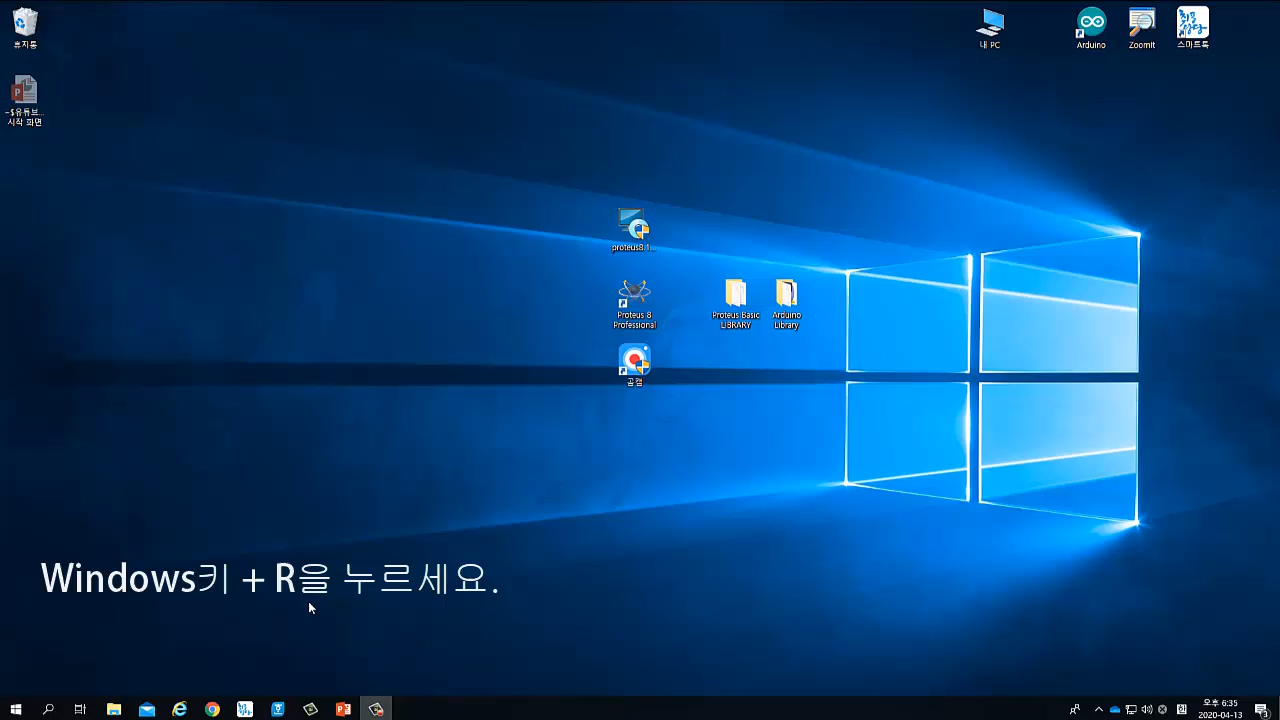 휴지통
~$유튜브...
시작 화면
내 PC
Arduino
ZoomIt
스마트톡
proteus8.1...
Proteus 8
Professional
Proteus Basic
LIBRARY
Arduino
Library
곰캠
Windows키 + R을 누르세요.
오후 6:35
2020-04-13